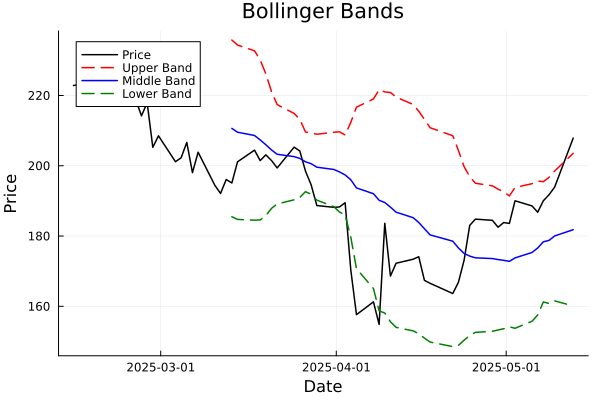 Bollinger Bands
Price
Upper Band
Middle Band
Lower Band
220
200
180
160
Price
2025-03-01
2025-04-01
2025-05-01
Date